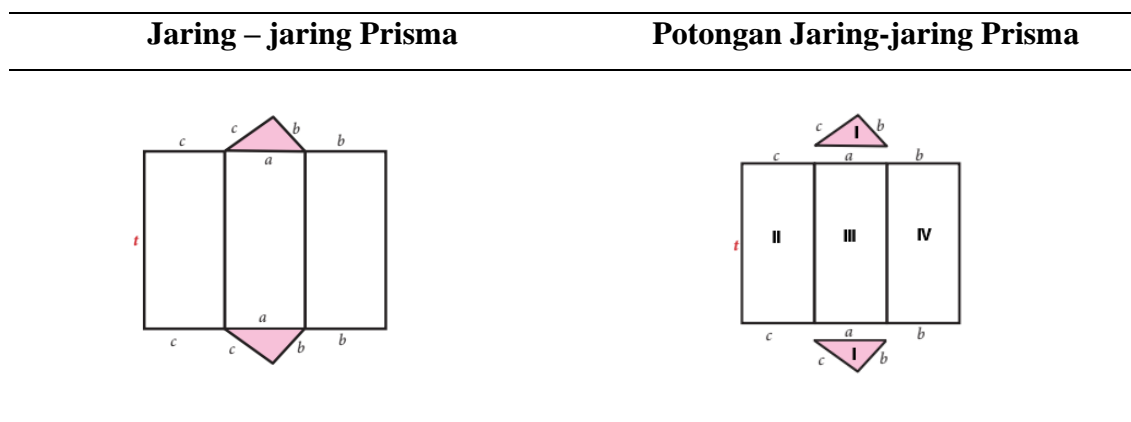 Jaring – jaring Prisma Potongan Jaring-jaring Prisma
c c b b
a
t
a
c c b b
c I b
c a b
t II III IV
c a b
c I b